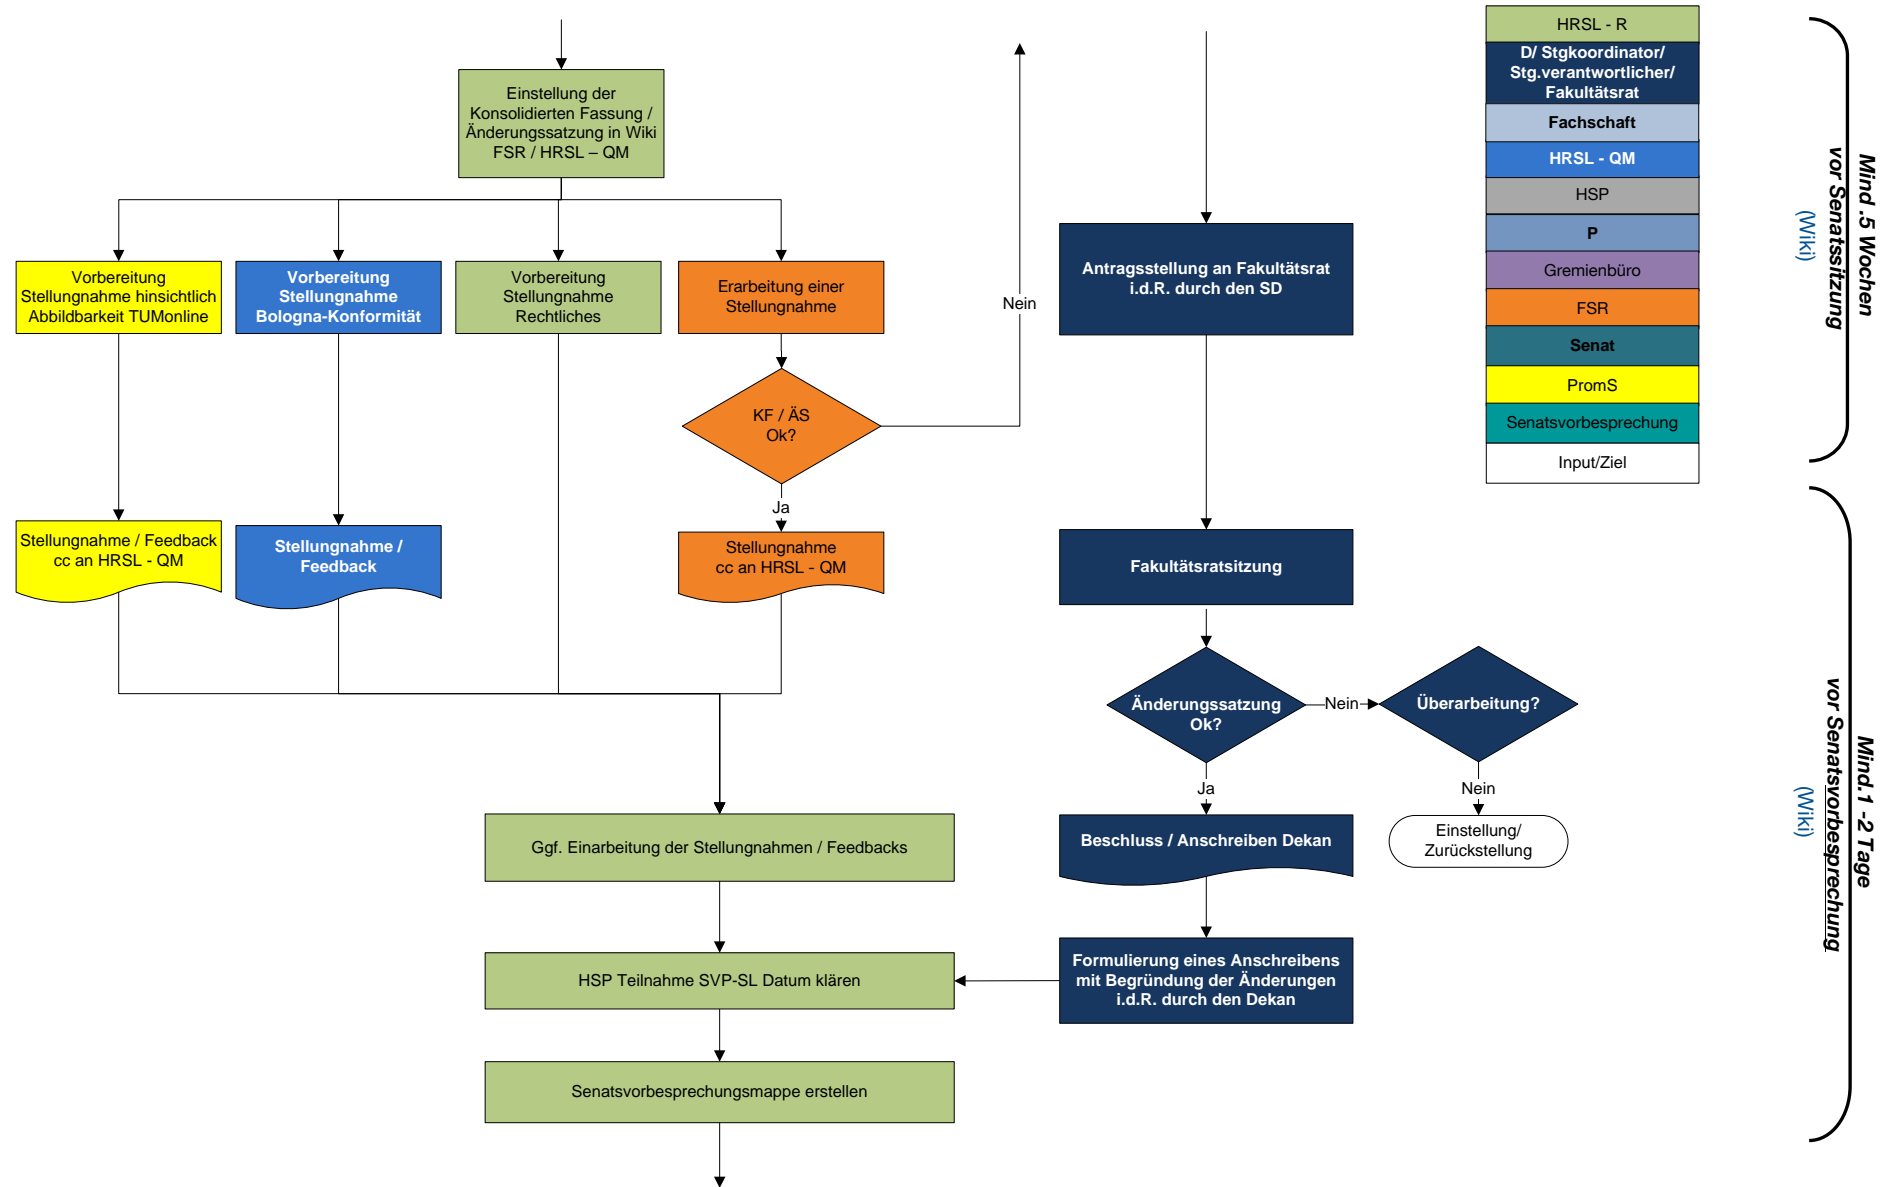 Einstellung der
Konsolidierten Fassung /
Änderungssatzung in Wiki
FSR / HRSL – QM
Vorbereitung
Stellungnahme hinsichtlich
Abbildbarkeit TUMonline
Vorbereitung
Stellungnahme
Bologna-Konformität
Vorbereitung
Stellungnahme
Rechtliches
Erarbeitung einer
Stellungnahme
Nein
KF / ÄS
Ok?
Ja
Stellungnahme / Feedback
cc an HRSL - QM
Stellungnahme /
Feedback
Stellungnahme
cc an HRSL - QM
Ggf. Einarbeitung der Stellungnahmen / Feedbacks
HSP Teilnahme SVP-SL Datum klären
Senatsvorbesprechungsmappe erstellen
Antragsstellung an Fakultätsrat
i.d.R. durch den SD
Fakultätsratsitzung
Änderungssatzung
Ok?
Nein
Überarbeitung?
Ja
Nein
Beschluss / Anschreiben Dekan
Einstellung/
Zurückstellung
Formulierung eines Anschreibens
mit Begründung der Änderungen
i.d.R. durch den Dekan
HRSL - R
D/ Stgkoordinator/
Stg.verantwortlicher/
Fakultätsrat
Fachschaft
HRSL - QM
HSP
P
Gremienbüro
FSR
Senat
PromS
Senatsvorbesprechung
Input/Ziel
Mind .5 Wochen
vor Senatssitzung
(Wiki)
Mind.1 -2 Tage
vor Senatsvorbesprechung
(Wiki)